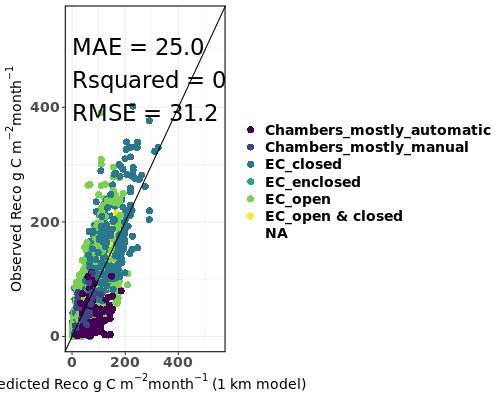 MAE = 25.0
Rsquared = 0
RMSE = 31.2
Observed Reco g C m⁻²month⁻¹
400
200
0
0 200 400
edicted Reco g C m⁻²month⁻¹ (1 km model)
Chambers_mostly_automatic
Chambers_mostly_manual
EC_closed
EC_enclosed
EC_open
EC_open & closed
NA